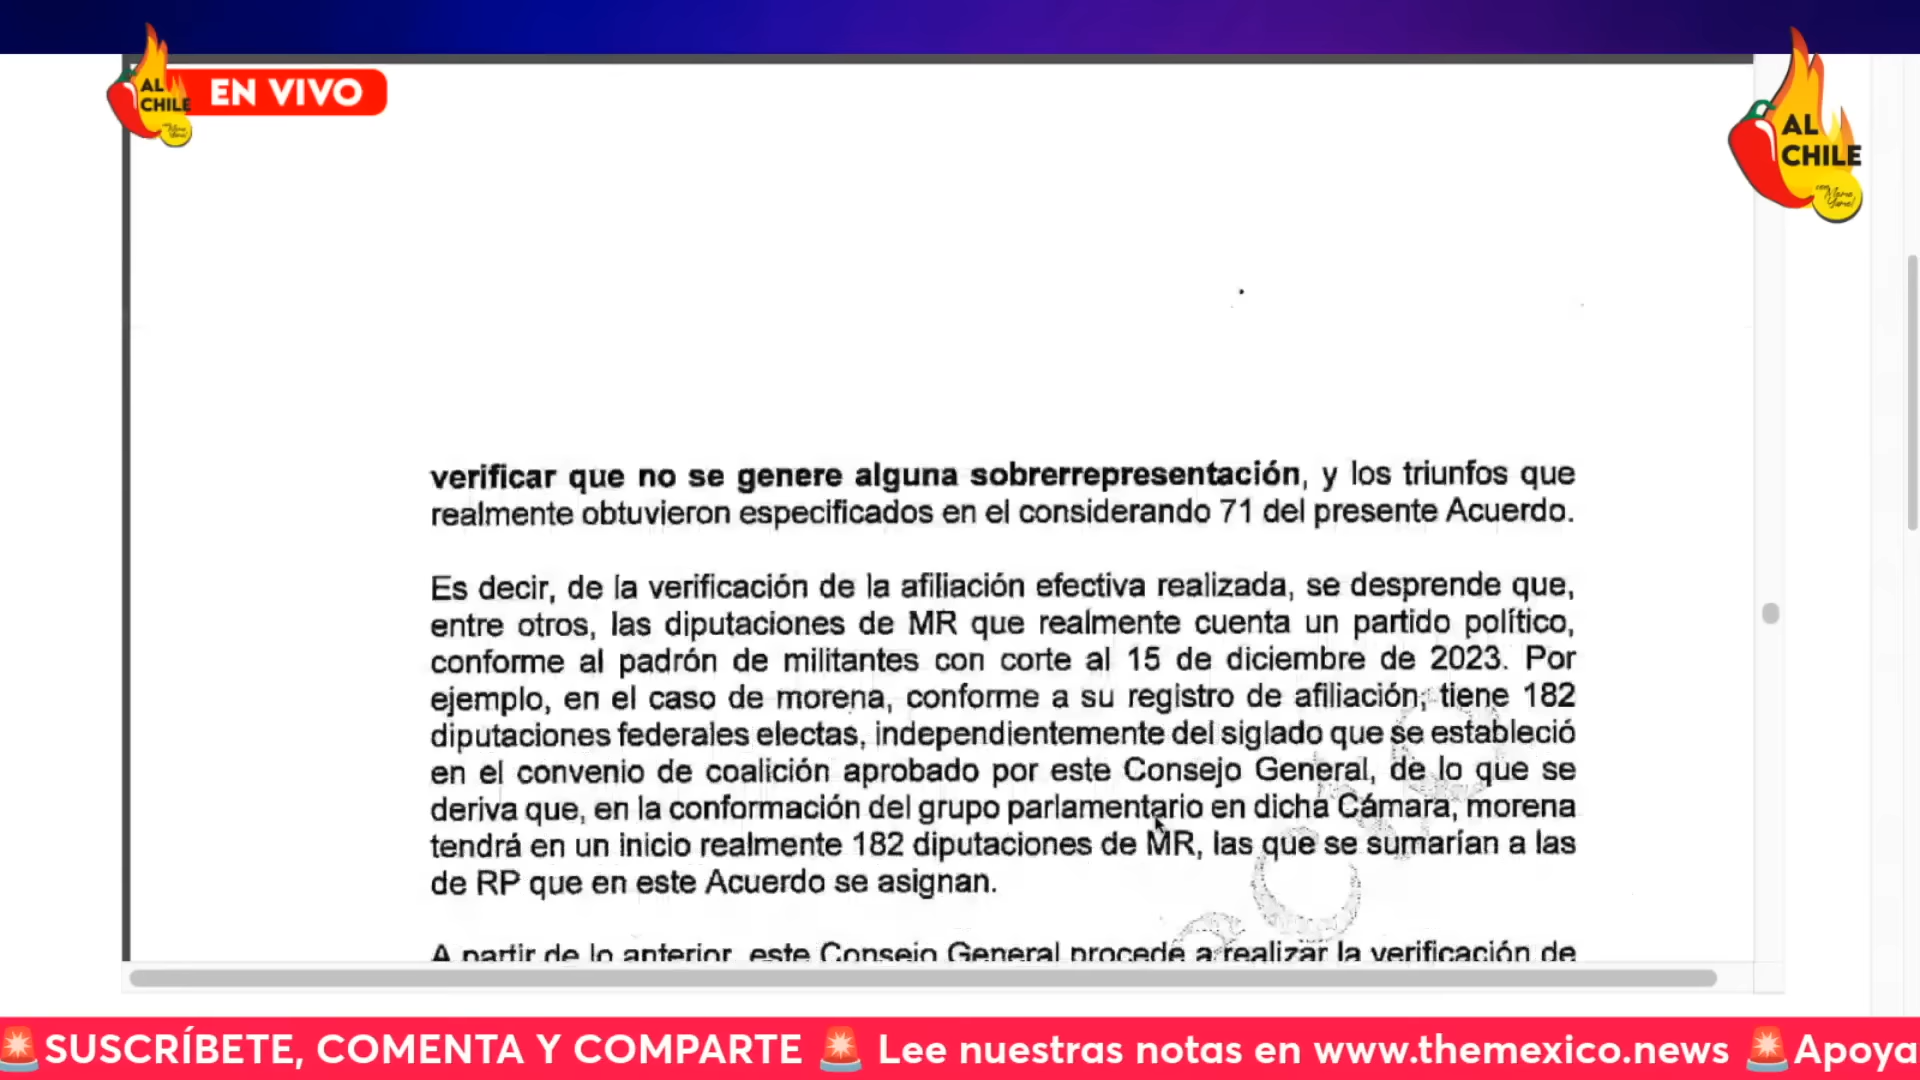 AL
CHILE
EN VIVO
AL
CHILE
verificar que no se genere alguna sobrerrepresentación, y los triunfos que
realmente obtuvieron especificados en el considerando 71 del presente Acuerdo.
Es decir, de la verificación de la afiliación efectiva realizada, se desprende que,
entre otros, las diputaciones de MR que realmente cuenta un partido político,
conforme al padrón de militantes con corte al 15 de diciembre de 2023. Por
ejemplo, en el caso de morena, conforme a su registro de afiliación, tiene 182
diputaciones federales electas, independientemente del siglado que se estableció
en el convenio de coalición aprobado por este Consejo General, de lo que se
deriva que, en la conformación del grupo parlamentario en dicha Cámara, morena
tendrá en un inicio realmente 182 diputaciones de MR, las que se sumarían a las
de RP que en este Acuerdo se asignan.
A partir de lo anterior, este Consejo General procede a realizar la verificación de
SUSCRÍBETE, COMENTA Y COMPARTE Lee nuestras notas en www.themexico.news Apoya